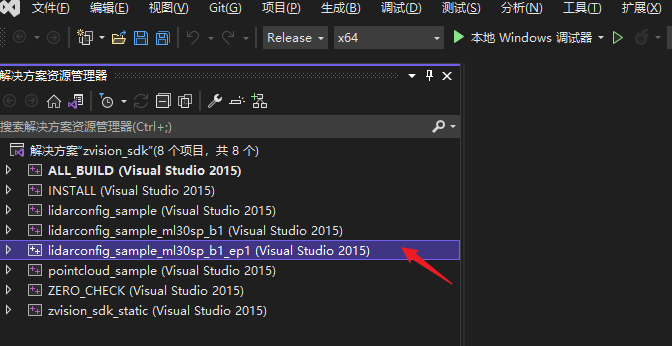 文件(F) 编辑(E) 视图(V) Git(G) 项目(P) 生成(B) 调试(D) 测试(S) 分析(N) 工具(T) 扩展(X)
Release x64 本地 Windows 调试器
解决方案资源管理器
搜索解决方案资源管理器(Ctrl+;)
解决方案"zvision_sdk"(8 个项目，共 8 个)
ALL_BUILD (Visual Studio 2015)
INSTALL (Visual Studio 2015)
lidarconfig_sample (Visual Studio 2015)
lidarconfig_sample_ml30sp_b1 (Visual Studio 2015)
lidarconfig_sample_ml30sp_b1_ep1 (Visual Studio 2015)
pointcloud_sample (Visual Studio 2015)
ZERO_CHECK (Visual Studio 2015)
zvision_sdk_static (Visual Studio 2015)